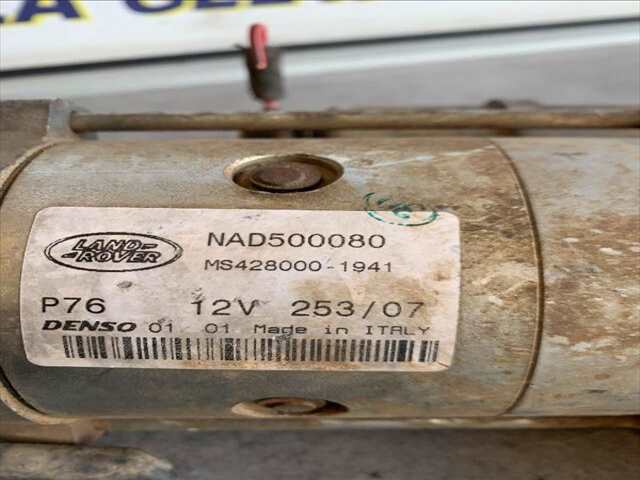 LAND-
-ROVER
NAD500080
MS428000-1941
P76 12V 253/07
DENSO 01 01 Made in ITALY